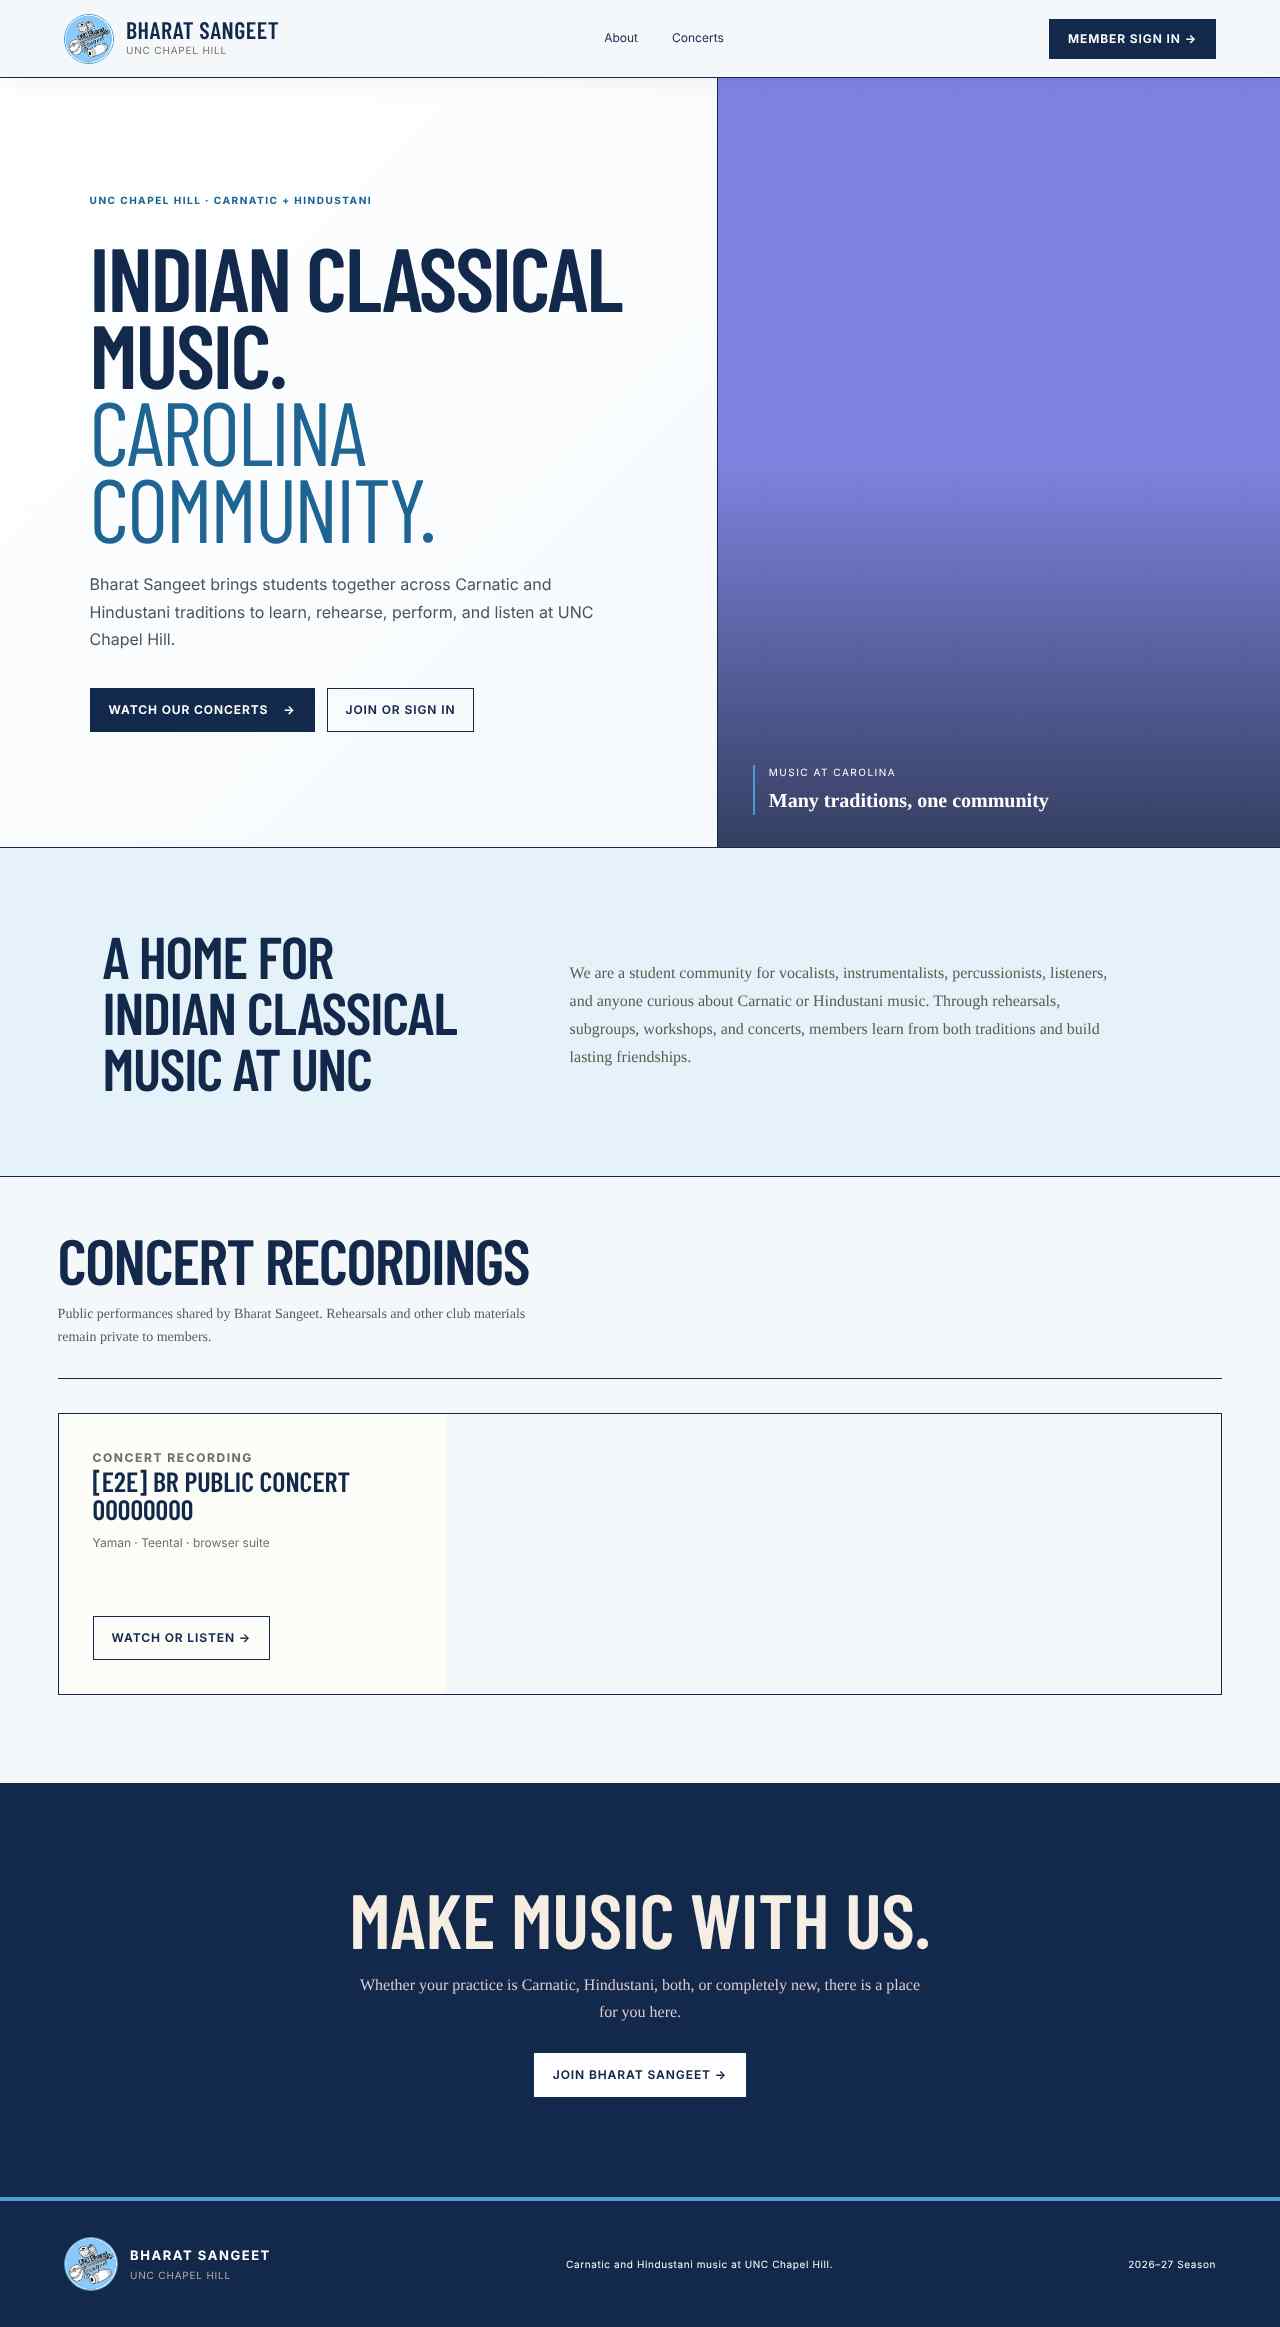 BHARAT SANGEET
UNC CHAPEL HILL
About
Concerts
MEMBER SIGN IN →
UNC CHAPEL HILL · CARNATIC + HINDUSTANI
INDIAN CLASSICAL
MUSIC.
CAROLINA
COMMUNITY.
Bharat Sangeet brings students together across Carnatic and
Hindustani traditions to learn, rehearse, perform, and listen at UNC
Chapel Hill.
WATCH OUR CONCERTS →
JOIN OR SIGN IN
MUSIC AT CAROLINA
Many traditions, one community
A HOME FOR
INDIAN CLASSICAL
MUSIC AT UNC
We are a student community for vocalists, instrumentalists, percussionists, listeners,
and anyone curious about Carnatic or Hindustani music. Through rehearsals,
subgroups, workshops, and concerts, members learn from both traditions and build
lasting friendships.
CONCERT RECORDINGS
Public performances shared by Bharat Sangeet. Rehearsals and other club materials
remain private to members.
CONCERT RECORDING
[E2E] BR PUBLIC CONCERT
00000000
Yaman · Teental · browser suite
WATCH OR LISTEN →
MAKE MUSIC WITH US.
Whether your practice is Carnatic, Hindustani, both, or completely new, there is a place
for you here.
JOIN BHARAT SANGEET →
BHARAT SANGEET
UNC CHAPEL HILL
Carnatic and Hindustani music at UNC Chapel Hill.
2026–27 Season